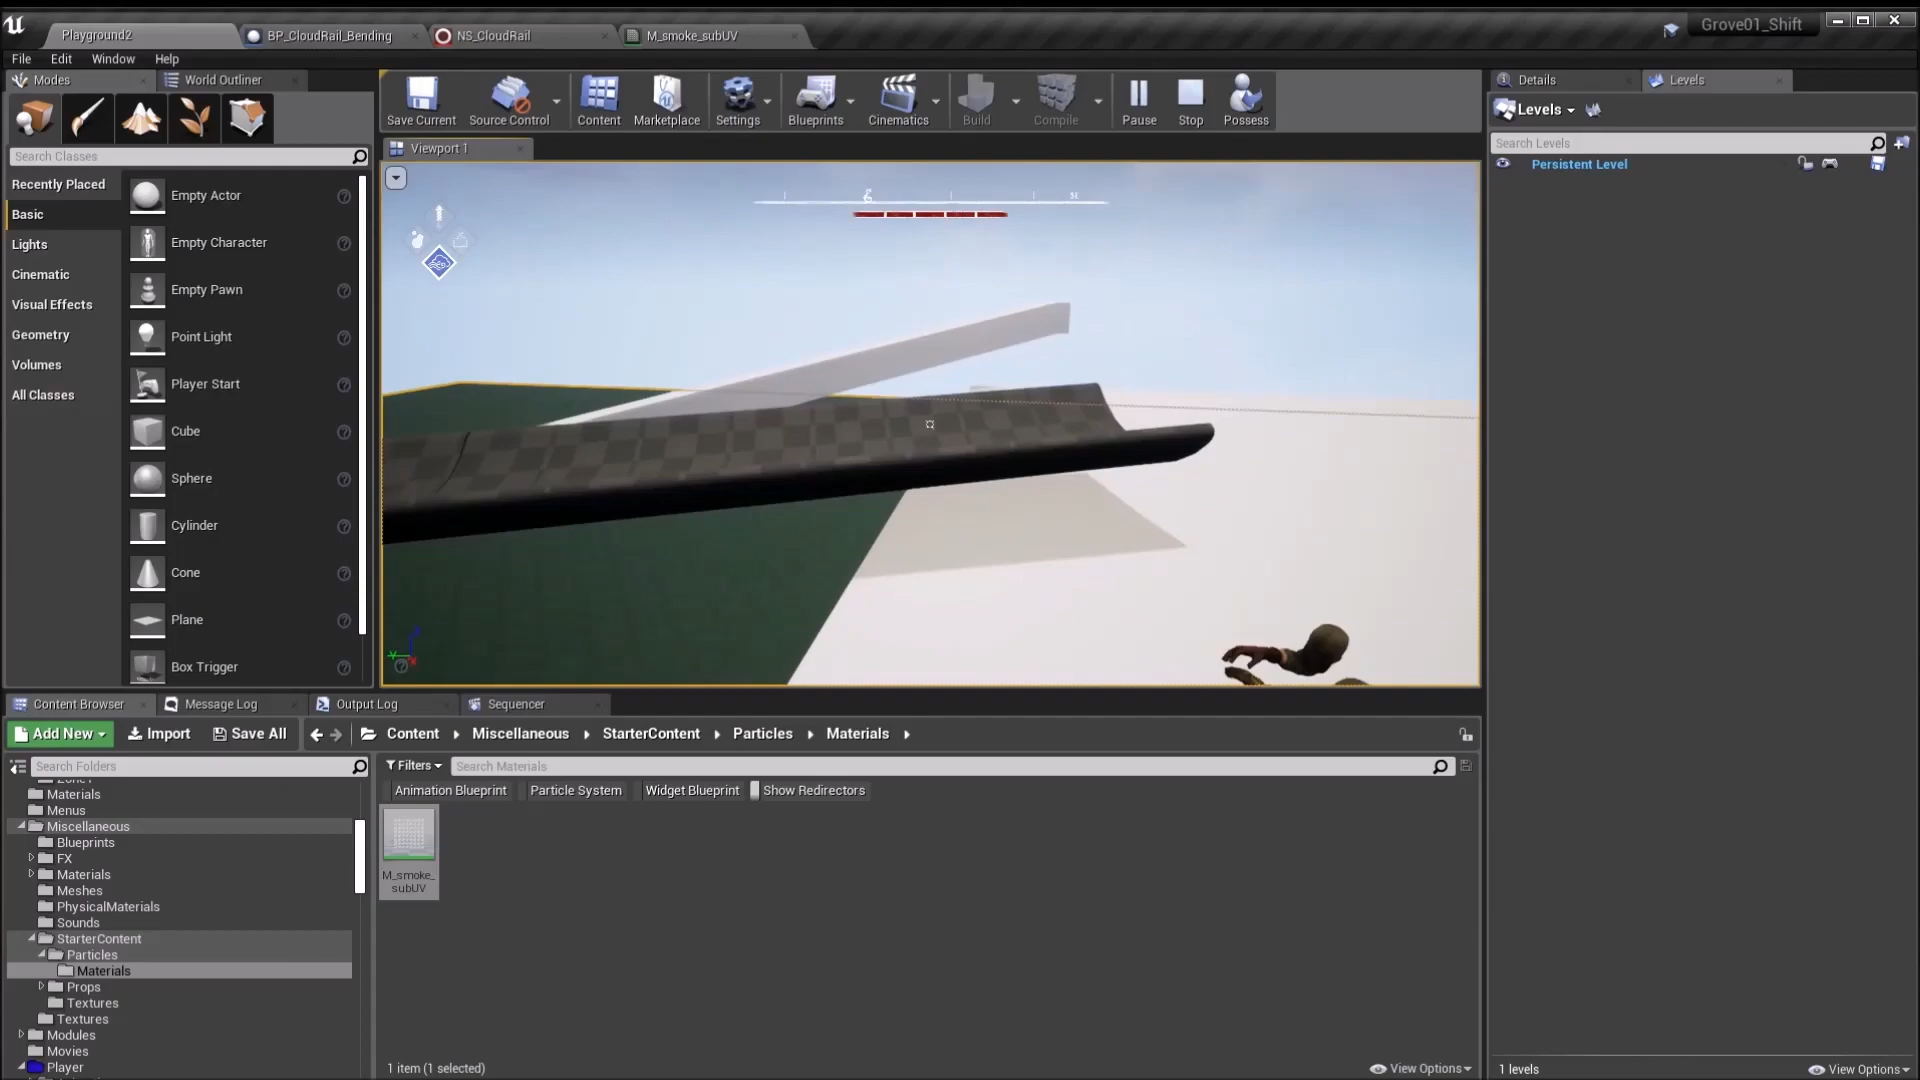 Playground2
BP_CloudRail_Bending
NS_CloudRail
M_smoke_subUV
Grove01_Shift
File
Edit
Window
Help
Modes
World Outliner
Search Classes
Recently Placed
Basic
Lights
Cinematic
Visual Effects
Geometry
Volumes
All Classes
Empty Actor
Empty Character
Empty Pawn
Point Light
Player Start
Cube
Sphere
Cylinder
Cone
Plane
Box Trigger
Save Current
Source Control
Content
Marketplace
Settings
Blueprints
Cinematics
Build
Compile
Pause
Stop
Possess
Viewport 1
SE
Details
Levels
Levels
Search Levels
Persistent Level
1 levels
View Options
Content Browser
Message Log
Output Log
Sequencer
Add New
Import
Save All
Content
Miscellaneous
StarterContent
Particles
Materials
Search Folders
Materials
Menus
Miscellaneous
Blueprints
FX
Materials
Meshes
PhysicalMaterials
Sounds
StarterContent
Particles
Materials
Props
Textures
Textures
Modules
Movies
Player
Filters
Search Materials
Animation Blueprint
Particle System
Widget Blueprint
Show Redirectors
M_smoke_
subUV
1 item (1 selected)
View Options